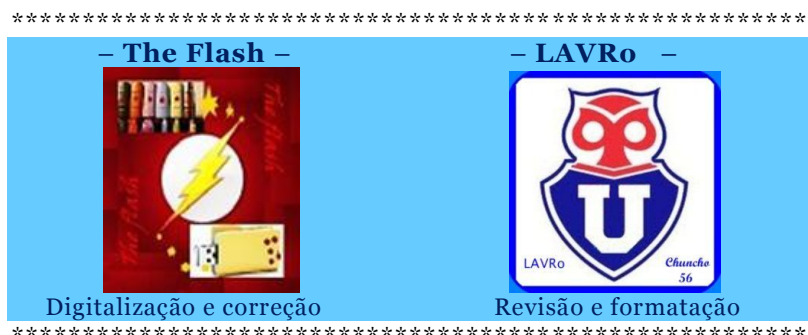 *********************************************************
– The Flash –
– LAVRo –
The Flash
The Flash
U
LAVRo
Chuncho
56
Digitalização e correção
Revisão e formatação
*********************************************************